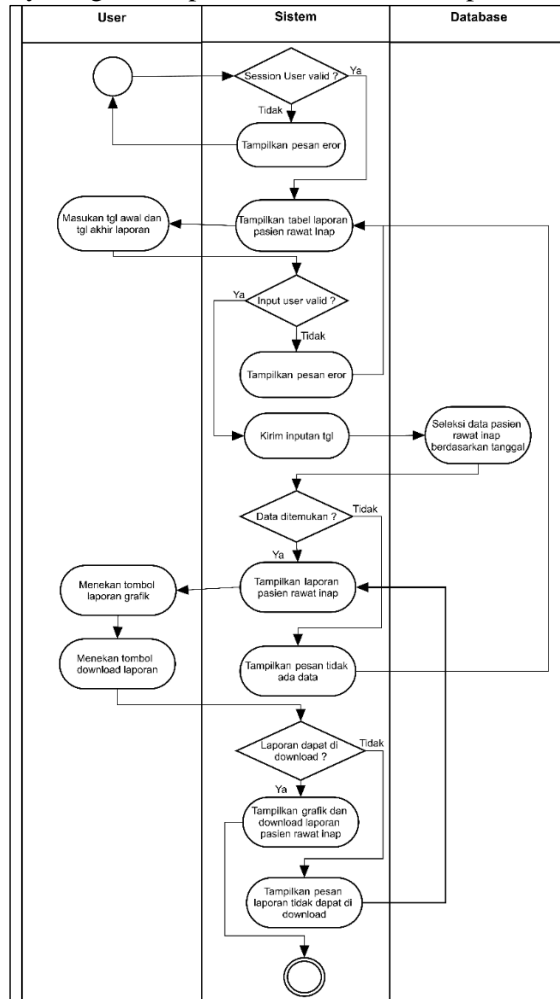 User
Sistem
Database
Session User valid ?
Ya
Tidak
Tampilkan pesan eror
Masukan tgl awal dan
tgl akhir laporan
Tampilkan tabel laporan
pasien rawat Inap
Ya
Input user valid ?
Tidak
Tampilkan pesan eror
Kirim inputan tgl
Seleksi data pasien
rawat inap
berdasarkan tanggal
Data ditemukan ?
Tidak
Ya
Menekan tombol
laporan grafik
Tampilkan laporan
pasien rawat inap
Menekan tombol
download laporan
Tampilkan pesan tidak
ada data
Laporan dapat di
download ?
Tidak
Ya
Tampilkan grafik dan
download laporan
pasien rawat inap
Tampilkan pesan
laporan tidak dapat di
download